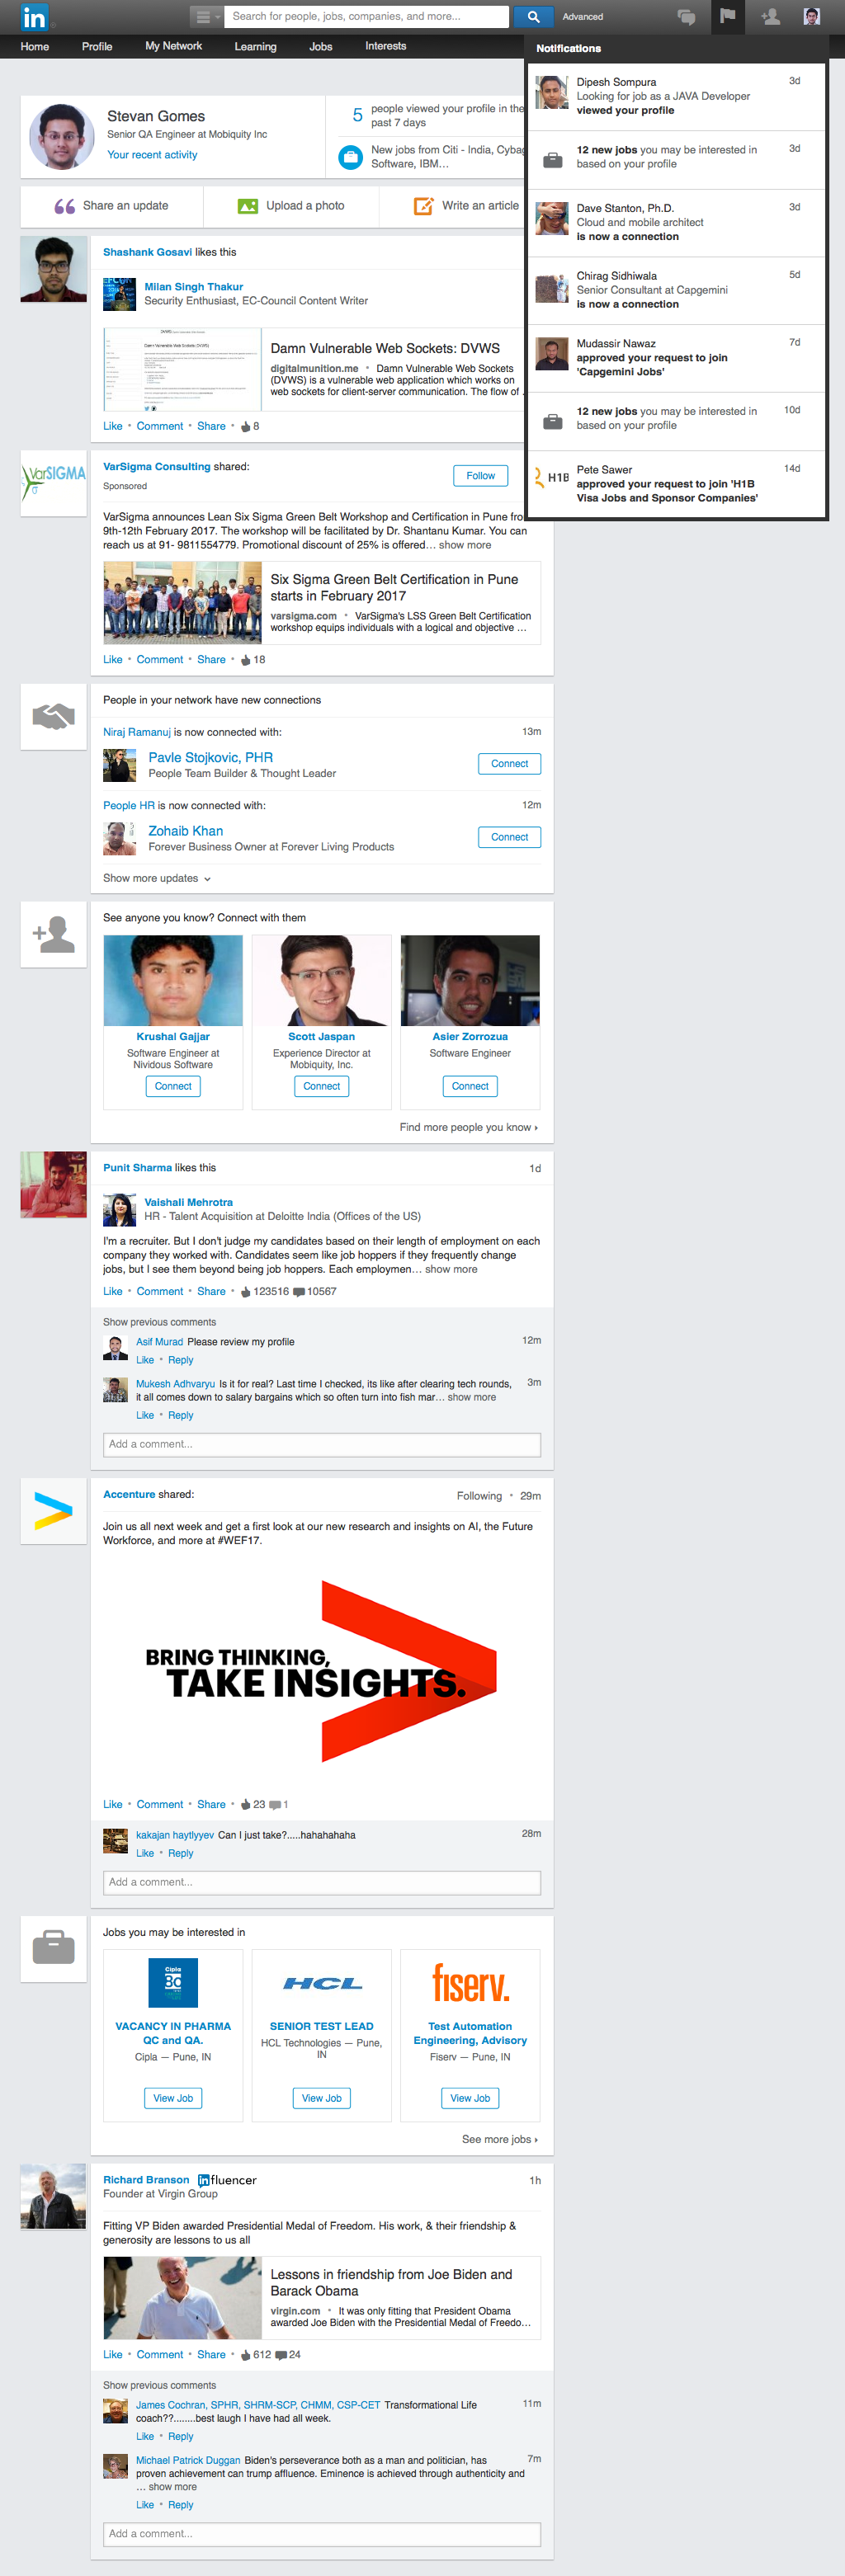 in
Search for people, jobs, companies, and more...
Advanced
Home
Profile
My Network
Learning
Jobs
Interests
Notifications
Dipesh Sompura
3d
Looking for job as a JAVA Developer
viewed your profile
12 new jobs you may be interested in
3d
based on your profile
Dave Stanton, Ph.D.
3d
Cloud and mobile architect
is now a connection
Chirag Sidhiwala
5d
Senior Consultant at Capgemini
is now a connection
Mudassir Nawaz
7d
approved your request to join
'Capgemini Jobs'
12 new jobs you may be interested in
10d
based on your profile
H1B
Pete Sawer
14d
approved your request to join 'H1B
Visa Jobs and Sponsor Companies'
Stevan Gomes
Senior QA Engineer at Mobiquity Inc
Your recent activity
5
people viewed your profile in the
past 7 days
New jobs from Citi - India, Cybag
Software, IBM...
Share an update
Upload a photo
Write an article
Shashank Gosavi likes this
Milan Singh Thakur
Security Enthusiast, EC-Council Content Writer
Damn Vulnerable Web Sockets (DVWS)
Damn Vulnerable Web Sockets: DVWS
digitalmunition.me • Damn Vulnerable Web Sockets
(DVWS) is a vulnerable web application which works on
web sockets for client-server communication. The flow of .
Like • Comment • Share • 8
VarSIGMA
VarSigma Consulting shared:
Sponsored
Follow
VarSigma announces Lean Six Sigma Green Belt Workshop and Certification in Pune fro
9th-12th February 2017. The workshop will be facilitated by Dr. Shantanu Kumar. You can
reach us at 91- 9811554779. Promotional discount of 25% is offered... show more
Six Sigma Green Belt Certification in Pune
starts in February 2017
varsigma.com • VarSigma's LSS Green Belt Certification
workshop equips individuals with a logical and objective ...
Like • Comment • Share • 18
People in your network have new connections
Niraj Ramanuj is now connected with:
13m
Pavle Stojkovic, PHR
People Team Builder & Thought Leader
Connect
People HR is now connected with:
12m
Zohaib Khan
Forever Business Owner at Forever Living Products
Connect
Show more updates
See anyone you know? Connect with them
Krushal Gajjar
Software Engineer at
Nividous Software
Connect
Scott Jaspan
Experience Director at
Mobiquity, Inc.
Connect
Asier Zorrozua
Software Engineer
Connect
Find more people you know
Punit Sharma likes this
1d
Vaishali Mehrotra
HR - Talent Acquisition at Deloitte India (Offices of the US)
I'm a recruiter. But I don't judge my candidates based on their length of employment on each
company they worked with. Candidates seem like job hoppers if they frequently change
jobs, but I see them beyond being job hoppers. Each employmen... show more
Like • Comment • Share • 123516 10567
Show previous comments
Asif Murad Please review my profile
12m
Like • Reply
Mukesh Adhvaryu Is it for real? Last time I checked, its like after clearing tech rounds,
3m
it all comes down to salary bargains which so often turn into fish mar... show more
Like • Reply
Add a comment...
Accenture shared:
Following • 29m
Join us all next week and get a first look at our new research and insights on AI, the Future
Workforce, and more at #WEF17.
BRING THINKING,
TAKE INSIGHTS.
Like • Comment • Share • 23 1
kakajan haytlyyev Can I just take?.....hahahahaha
28m
Like • Reply
Add a comment...
Jobs you may be interested in
Cipla
80
VACANCY IN PHARMA
QC and QA.
Cipla — Pune, IN
View Job
HCL
SENIOR TEST LEAD
HCL Technologies — Pune,
IN
View Job
fiserv.
Test Automation
Engineering, Advisory
Fiserv — Pune, IN
View Job
See more jobs
Richard Branson influencer
1h
Founder at Virgin Group
Fitting VP Biden awarded Presidential Medal of Freedom. His work, & their friendship &
generosity are lessons to us all
Lessons in friendship from Joe Biden and
Barack Obama
virgin.com • It was only fitting that President Obama
awarded Joe Biden with the Presidential Medal of Freedo...
Like • Comment • Share • 612 24
Show previous comments
James Cochran, SPHR, SHRM-SCP, CHMM, CSP-CET Transformational Life
11m
coach??........best laugh I have had all week.
Like • Reply
Michael Patrick Duggan Biden's perseverance both as a man and politician, has
7m
proven achievement can trump affluence. Eminence is achieved through authenticity and
... show more
Like • Reply
Add a comment...